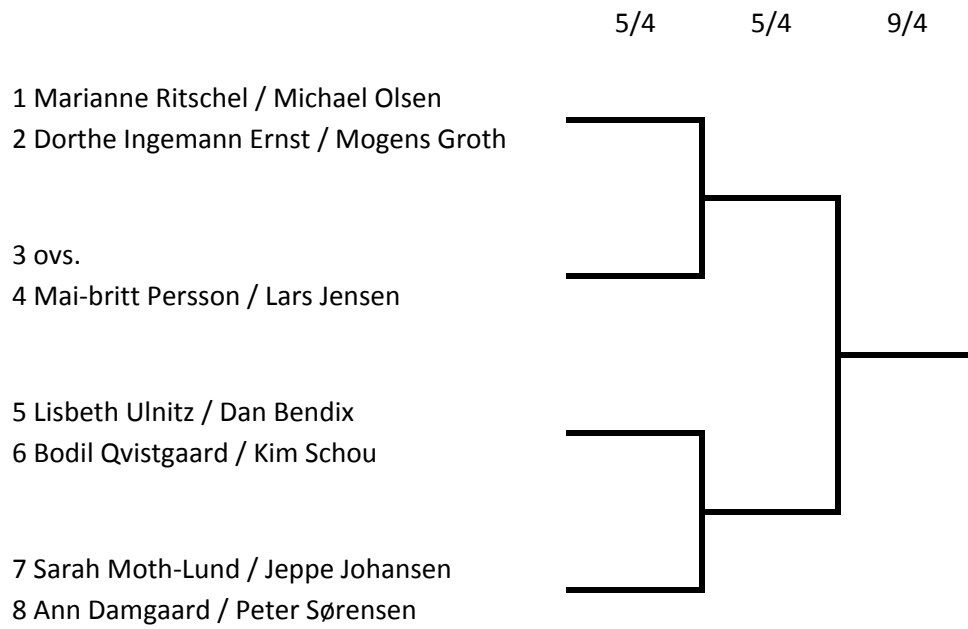 5/4 5/4 9/4
1 Marianne Ritschel / Michael Olsen
2 Dorthe Ingemann Ernst / Mogens Groth
3 ovs.
4 Mai-britt Persson / Lars Jensen
5 Lisbeth Ulnitz / Dan Bendix
6 Bodil Qvistgaard / Kim Schou
7 Sarah Moth-Lund / Jeppe Johansen
8 Ann Damgaard / Peter Sørensen